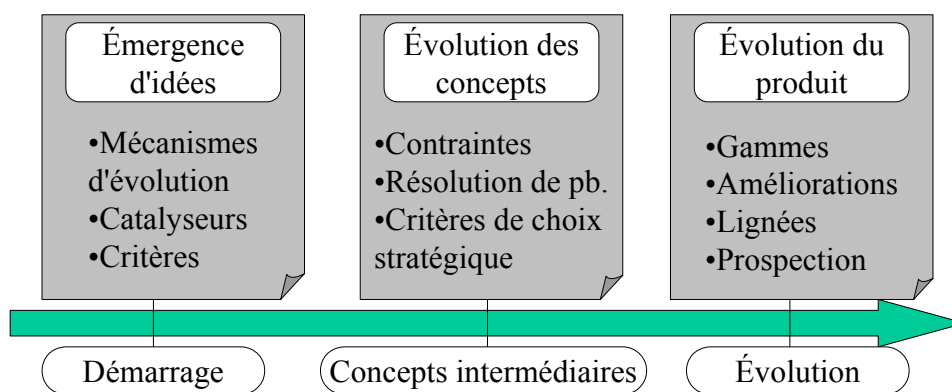 Émergence
d'idées
•Mécanismes
d'évolution
•Catalyseurs
•Critères
Évolution des
concepts
•Contraintes
•Résolution de pb.
•Critères de choix
stratégique
Évolution du
produit
•Gammes
•Améliorations
•Lignées
•Prospection
Démarrage
Concepts intermédiaires
Évolution